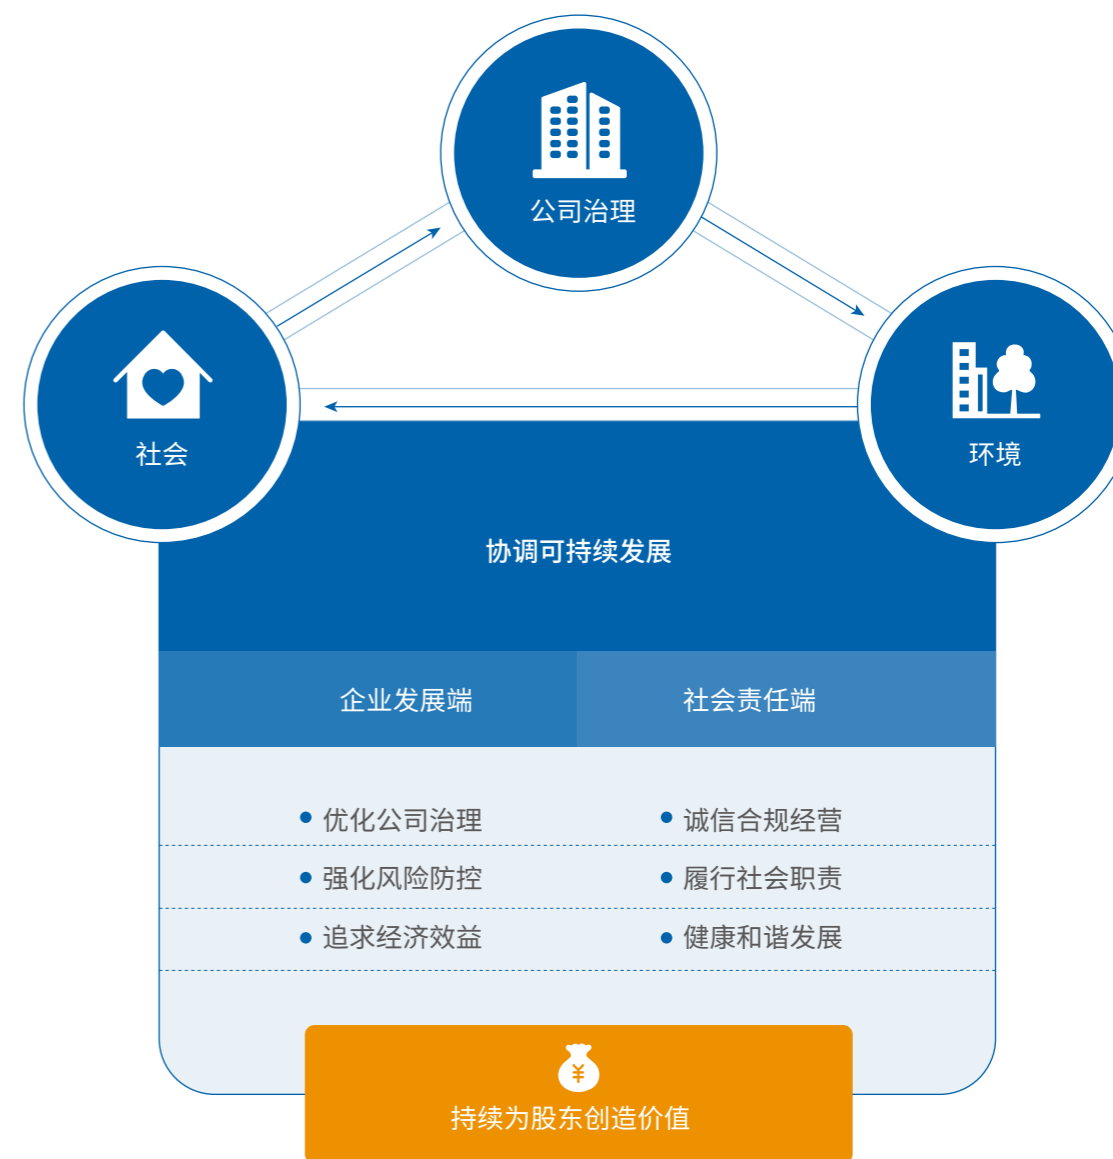 公司治理
社会
环境
协调可持续发展
企业发展端
社会责任端
优化公司治理
诚信合规经营
强化风险防控
履行社会职责
追求经济效益
健康和谐发展
¥
持续为股东创造价值